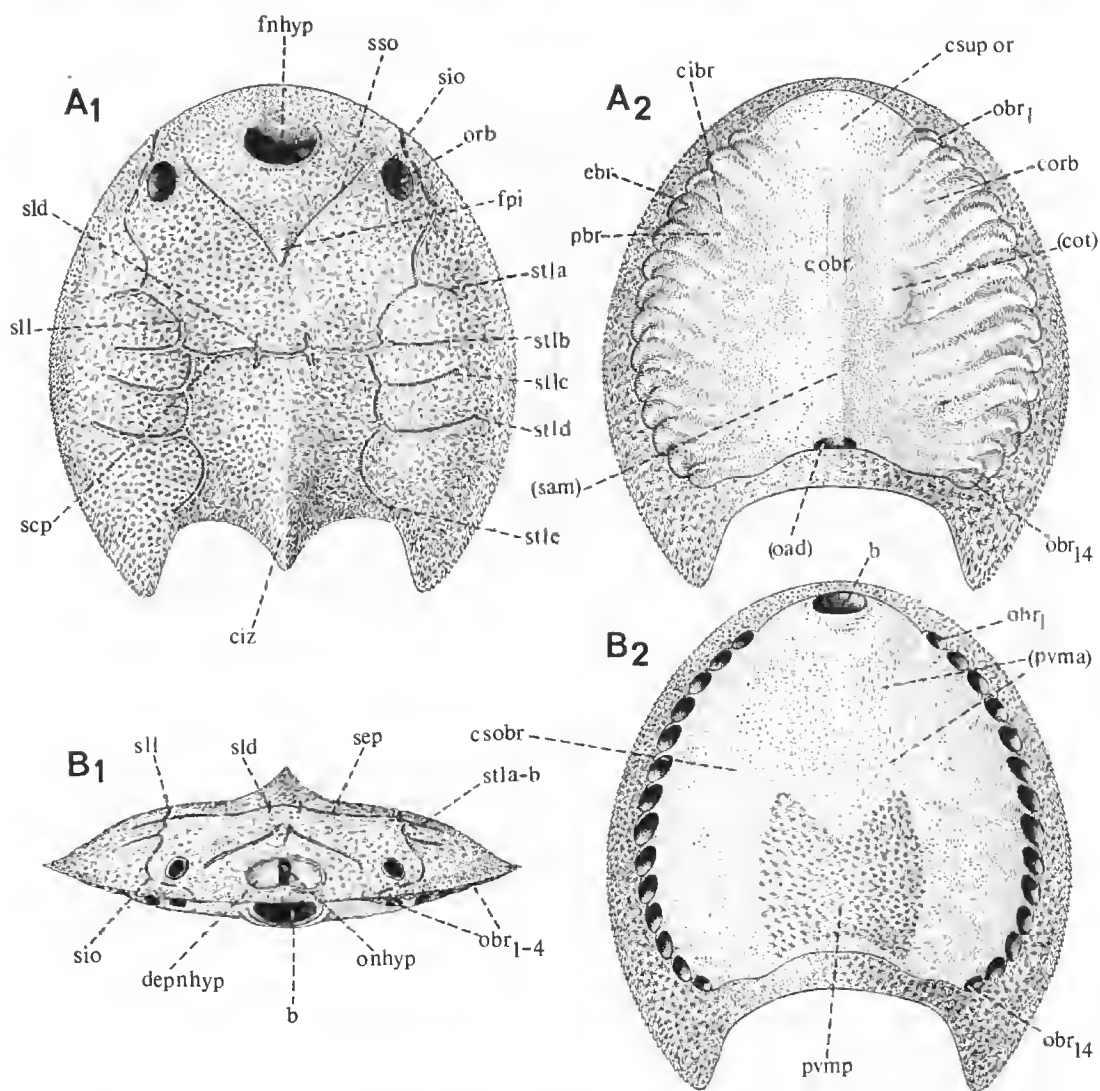 A1
fnhyp
sso
sio
orb
sld
fpi
stla
sll
stlb
stlc
stld
scp
stle
ciz
A2
csup or
cibr
obr1
ebr
corb
pbr
(cot)
cobr
(sam)
(oad)
obr14
B1
sll
sld
sep
stla-b
sio
depnhyp
b
onhyp
obr1-4
B2
b
obr1
(pvma)
csobr
obr14
pvmp